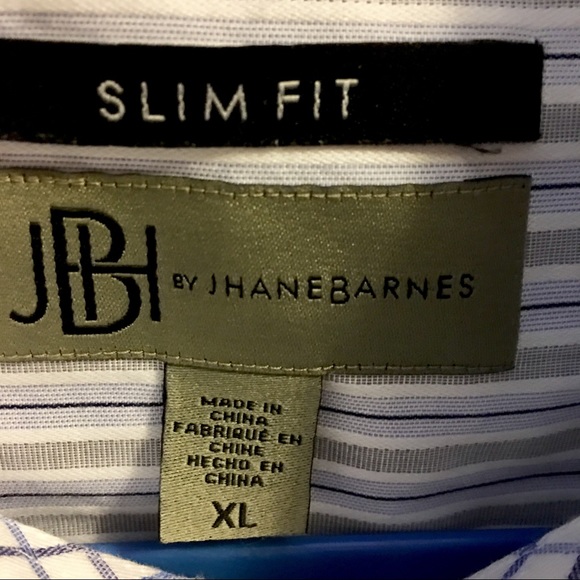 SLIM FIT
JBH BY JHANEBARNES
MADE IN
CHINA
FABRIQUÉ EN
CHINE
HECHO EN
CHINA
XL